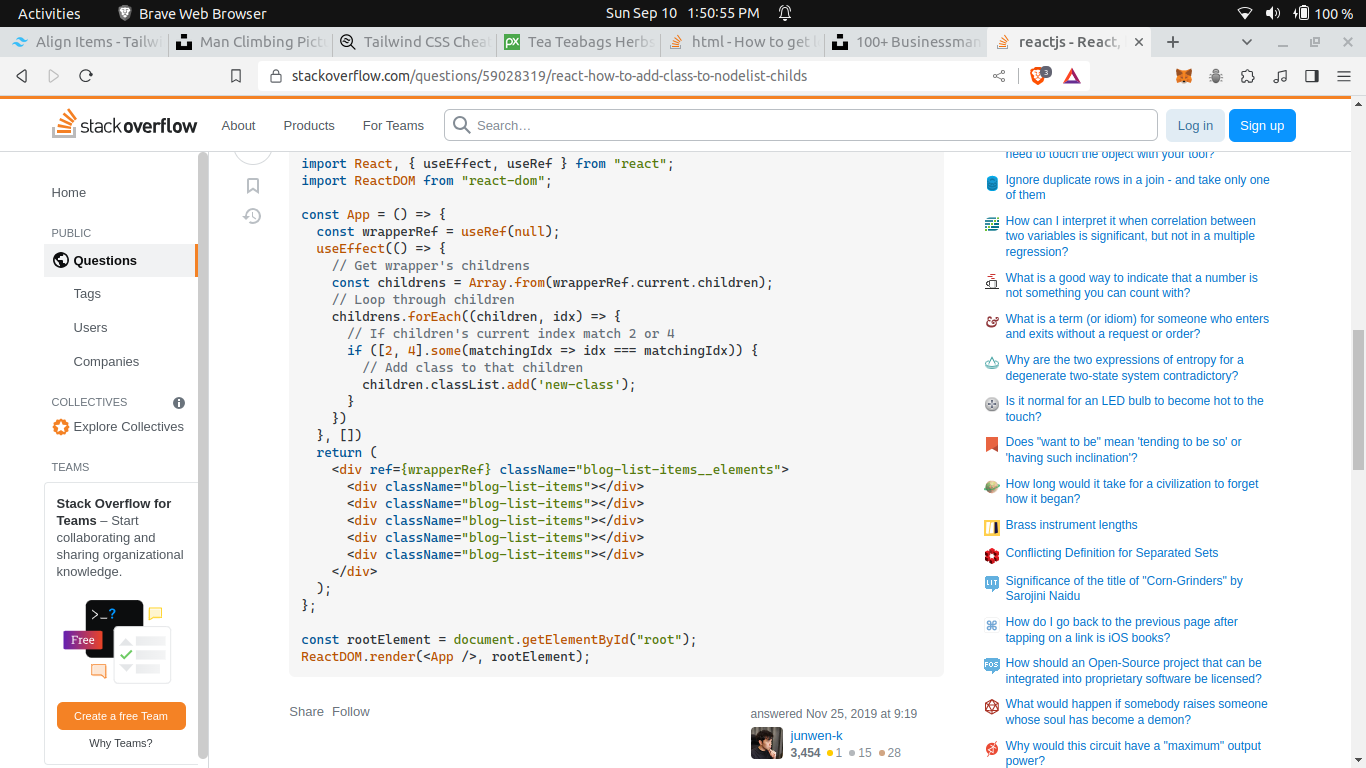 Activities
Brave Web Browser
Sun Sep 10 1:50:55 PM
100 %
Align Items - Tailwi
Man Climbing Pict
Tailwind CSS Cheat
Tea Teabags Herbs
html - How to get
100+ Businessman
reactjs - React,
stackoverflow.com/questions/59028319/react-how-to-add-class-to-nodelist-childs
3
stackoverflow
About
Products
For Teams
Search…
Log in
Sign up
Home
PUBLIC
Questions
Tags
Users
Companies
COLLECTIVES
Explore Collectives
TEAMS
Stack Overflow for
Teams – Start
collaborating and
sharing organizational
knowledge.
>_?
Free
Create a free Team
Why Teams?
import React, { useEffect, useRef } from "react";
import ReactDOM from "react-dom";
const App = () => {
  const wrapperRef = useRef(null);
  useEffect(() => {
    // Get wrapper's childrens
    const childrens = Array.from(wrapperRef.current.children);
    // Loop through children
    childrens.forEach((children, idx) => {
      // If children's current index match 2 or 4
      if ([2, 4].some(matchingIdx => idx === matchingIdx)) {
        // Add class to that children
        children.classList.add('new-class');
      }
    })
  }, [])
  return (
    <div ref={wrapperRef} className="blog-list-items__elements">
      <div className="blog-list-items"></div>
      <div className="blog-list-items"></div>
      <div className="blog-list-items"></div>
      <div className="blog-list-items"></div>
      <div className="blog-list-items"></div>
    </div>
  );
};
const rootElement = document.getElementById("root");
ReactDOM.render(<App />, rootElement);
Share Follow
answered Nov 25, 2019 at 9:19
junwen-k
3,454 1 15 28
need to touch the object with your tool?
Ignore duplicate rows in a join - and take only one
of them
How can I interpret it when correlation between
two variables is significant, but not in a multiple
regression?
What is a good way to indicate that a number is
not something you can count with?
What is a term (or idiom) for someone who enters
and exits without a request or order?
Why are the two expressions of entropy for a
degenerate two-state system contradictory?
Is it normal for an LED bulb to become hot to the
touch?
Does "want to be" mean 'tending to be so' or
'having such inclination'?
How long would it take for a civilization to forget
how it began?
Brass instrument lengths
Conflicting Definition for Separated Sets
LIT
Significance of the title of "Corn-Grinders" by
Sarojini Naidu
How do I go back to the previous page after
tapping on a link is iOS books?
FOS
How should an Open-Source project that can be
integrated into proprietary software be licensed?
What would happen if somebody raises someone
whose soul has become a demon?
Why would this circuit have a "maximum" output
power?